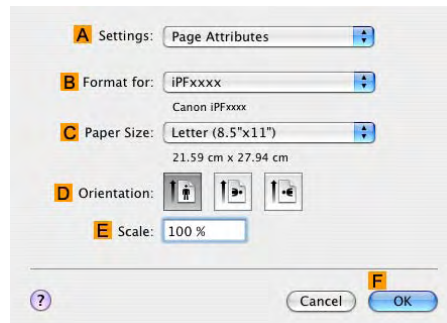 A Settings: Page Attributes
B Format for: iPFxxxx
Canon iPFxxxx
C Paper Size: Letter (8.5"x11")
21.59 cm x 27.94 cm
D Orientation:
E Scale: 100 %
F
? Cancel OK